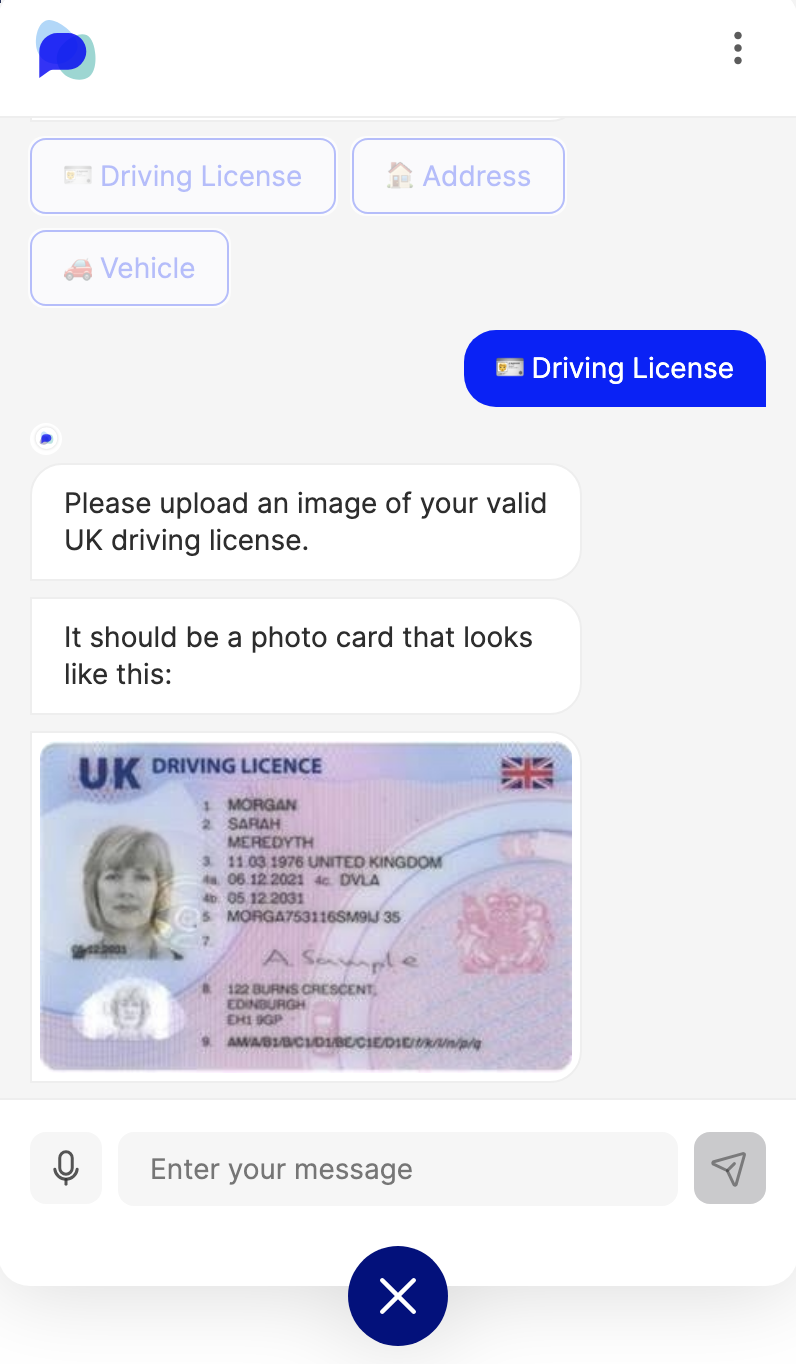 Driving License
Address
Vehicle
Driving License
Please upload an image of your valid
UK driving license.
It should be a photo card that looks
like this:
UK DRIVING LICENCE
1. MORGAN
2. SARAH
MEREDYTH
3. 11.03.1976 UNITED KINGDOM
4a. 06.12.2021 4c. DVLA
4b. 05.12.2031
5. MORGA753116SM9IJ 35
7.
A Sample
8. 122 BURNS CRESCENT,
EDINBURGH
EH1 9GP
9. AM/A/B1/B/C1/D1/BE/C1E/D1E/f/k/l/n/p/q
Enter your message